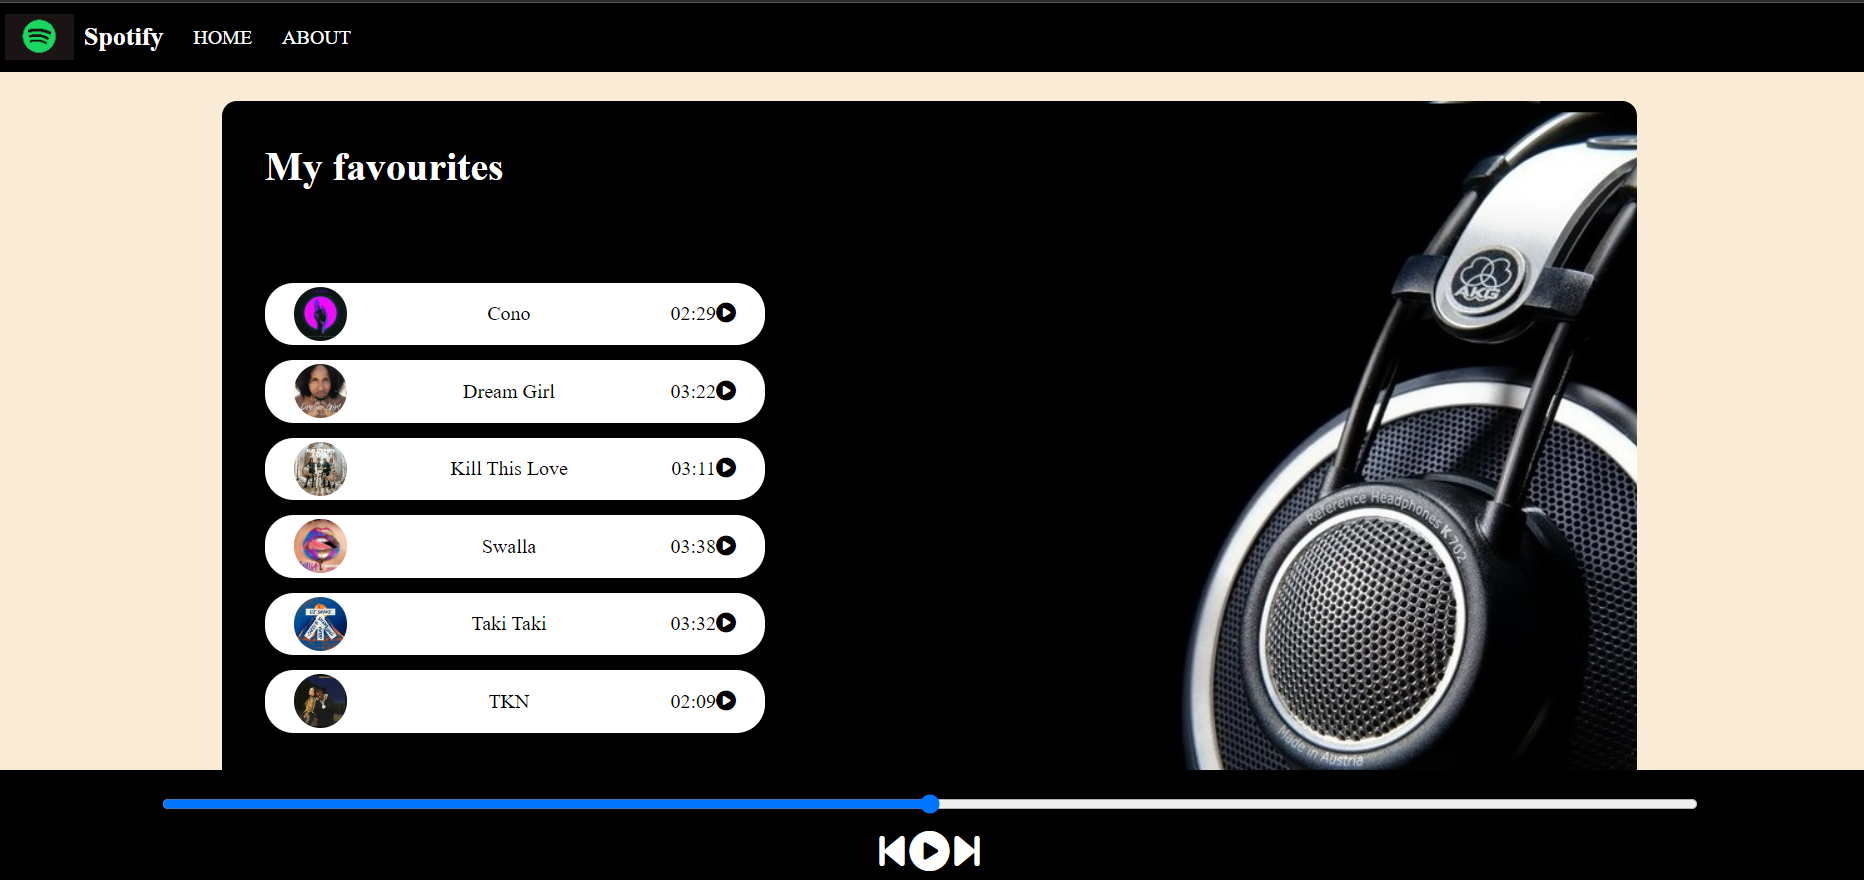 Spotify HOME ABOUT
My favourites
Cono 02:29
Dream Girl 03:22
Kill This Love 03:11
Swalla 03:38
Taki Taki 03:32
TKN 02:09
AKG
Reference Headphones K 702
Made in Austria